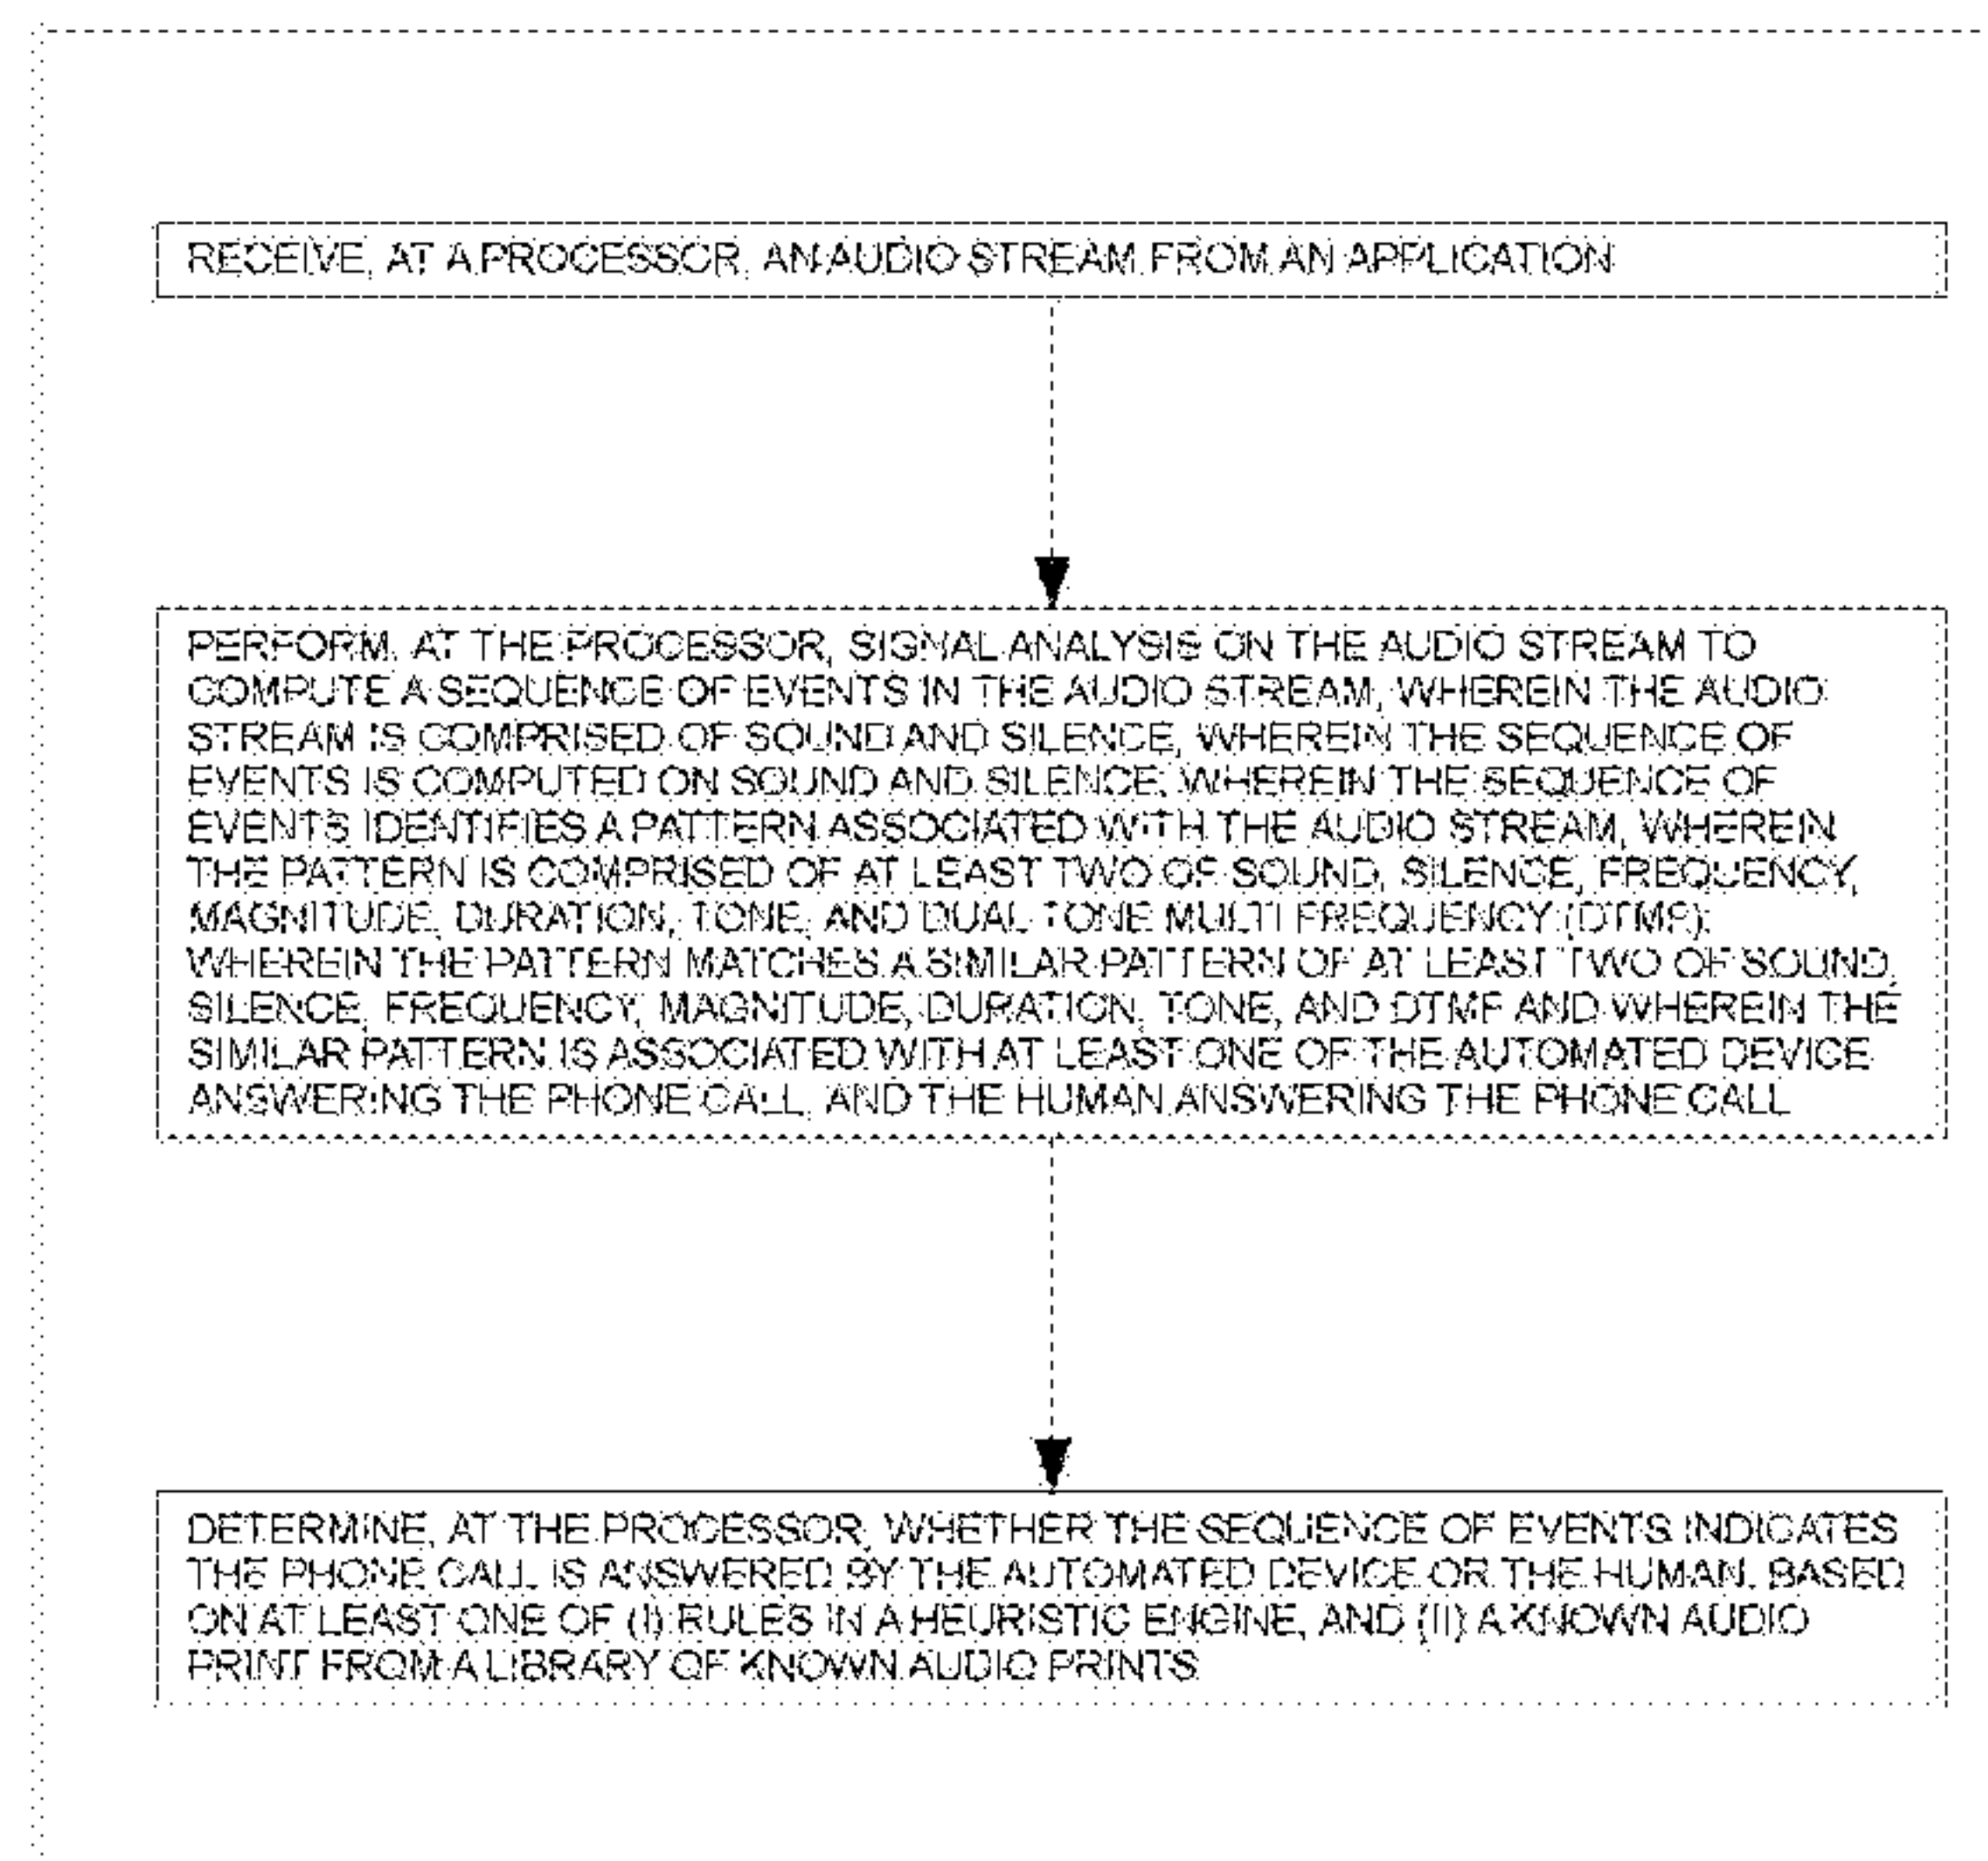 RECEIVE, AT A PROCESSOR, AN AUDIO STREAM FROM AN APPLICATION
PERFORM, AT THE PROCESSOR, SIGNAL ANALYSIS ON THE AUDIO STREAM TO
COMPUTE A SEQUENCE OF EVENTS IN THE AUDIO STREAM, WHEREIN THE AUDIO
STREAM IS COMPRISED OF SOUND AND SILENCE, WHEREIN THE SEQUENCE OF
EVENTS IS COMPUTED ON SOUND AND SILENCE, WHEREIN THE SEQUENCE OF
EVENTS IDENTIFIES A PATTERN ASSOCIATED WITH THE AUDIO STREAM, WHEREIN
THE PATTERN IS COMPRISED OF AT LEAST TWO OF SOUND, SILENCE, FREQUENCY,
MAGNITUDE, DURATION, TONE, AND DUAL TONE MULTI FREQUENCY (DTMF);
WHEREIN THE PATTERN MATCHES A SIMILAR PATTERN OF AT LEAST TWO OF SOUND,
SILENCE, FREQUENCY, MAGNITUDE, DURATION, TONE, AND DTMF AND WHEREIN THE
SIMILAR PATTERN IS ASSOCIATED WITH AT LEAST ONE OF THE AUTOMATED DEVICE
ANSWERING THE PHONE CALL, AND THE HUMAN ANSWERING THE PHONE CALL
DETERMINE, AT THE PROCESSOR, WHETHER THE SEQUENCE OF EVENTS INDICATES
THE PHONE CALL IS ANSWERED BY THE AUTOMATED DEVICE OR THE HUMAN, BASED
ON AT LEAST ONE OF (I) RULES IN A HEURISTIC ENGINE, AND (II) A KNOWN AUDIO
PRINT FROM A LIBRARY OF KNOWN AUDIO PRINTS